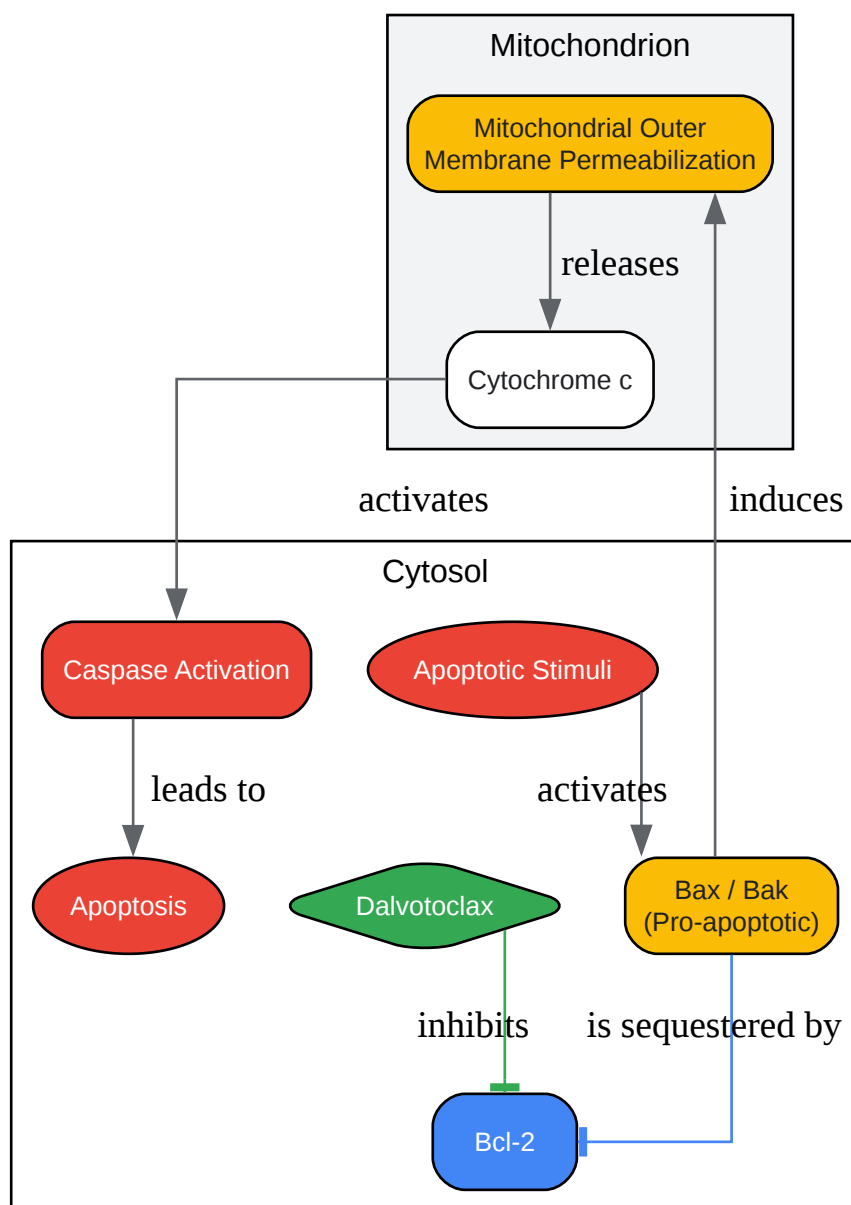 Mitochondrion
Mitochondrial Outer
Membrane Permeabilization
releases
Cytochrome c
activates
induces
Cytosol
Caspase Activation
Apoptotic Stimuli
leads to
activates
Apoptosis
Dalvotoclax
Bax / Bak
(Pro-apoptotic)
inhibits
is sequestered by
Bcl-2